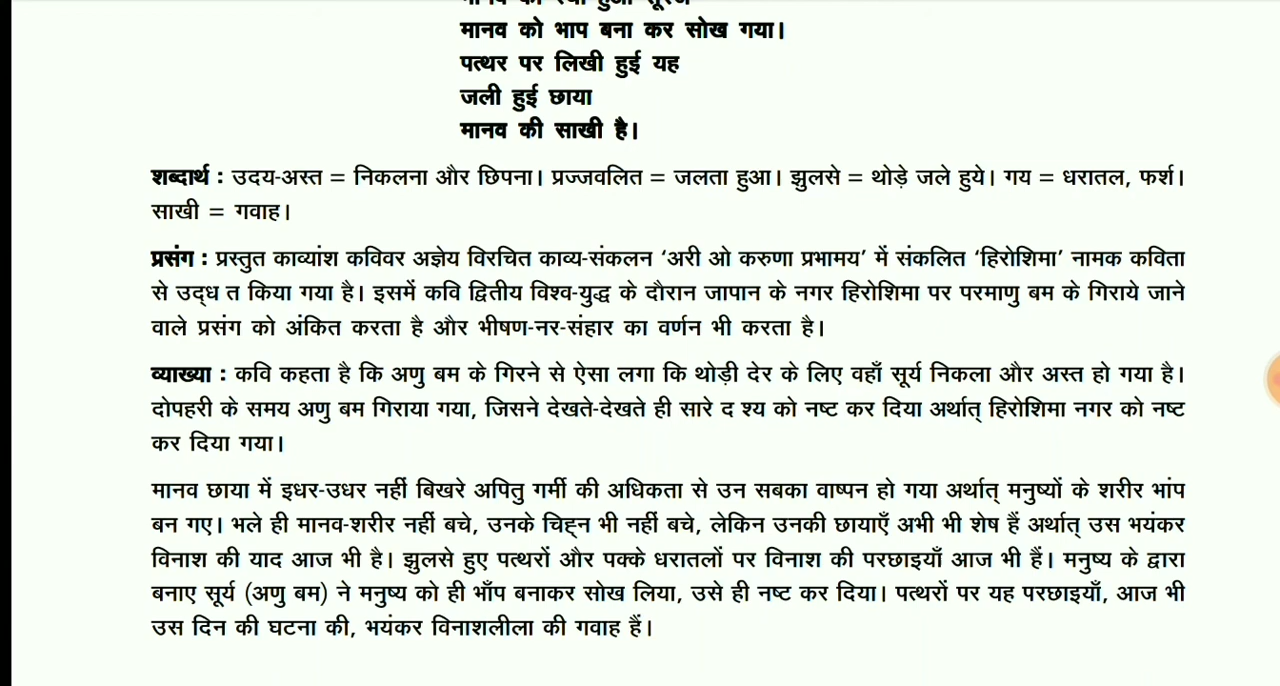 मानव को भाप बना कर सोख गया।
पत्थर पर लिखी हुई यह
जली हुई छाया
मानव की साखी है।
शब्दार्थ : उदय-अस्त = निकलना और छिपना। प्रज्जवलित = जलता हुआ। झुलसे = थोड़े जले हुये। गय = धरातल, फर्श।
साखी = गवाह।
प्रसंग : प्रस्तुत काव्यांश कविवर अज्ञेय विरचित काव्य-संकलन ‘अरी ओ करुणा प्रभामय’ में संकलित ‘हिरोशिमा’ नामक कविता
से उद्ध त किया गया है। इसमें कवि द्वितीय विश्व-युद्ध के दौरान जापान के नगर हिरोशिमा पर परमाणु बम के गिराये जाने
वाले प्रसंग को अंकित करता है और भीषण-नर-संहार का वर्णन भी करता है।
व्याख्या : कवि कहता है कि अणु बम के गिरने से ऐसा लगा कि थोड़ी देर के लिए वहाँ सूर्य निकला और अस्त हो गया है।
दोपहरी के समय अणु बम गिराया गया, जिसने देखते-देखते ही सारे द श्य को नष्ट कर दिया अर्थात् हिरोशिमा नगर को नष्ट
कर दिया गया।
मानव छाया में इधर-उधर नहीं बिखरे अपितु गर्मी की अधिकता से उन सबका वाष्पन हो गया अर्थात् मनुष्यों के शरीर भांप
बन गए। भले ही मानव-शरीर नहीं बचे, उनके चिह्न भी नहीं बचे, लेकिन उनकी छायाएँ अभी भी शेष हैं अर्थात् उस भयंकर
विनाश की याद आज भी है। झुलसे हुए पत्थरों और पक्के धरातलों पर विनाश की परछाइयाँ आज भी हैं। मनुष्य के द्वारा
बनाए सूर्य (अणु बम) ने मनुष्य को ही भाँप बनाकर सोख लिया, उसे ही नष्ट कर दिया। पत्थरों पर यह परछाइयाँ, आज भी
उस दिन की घटना की, भयंकर विनाशलीला की गवाह हैं।